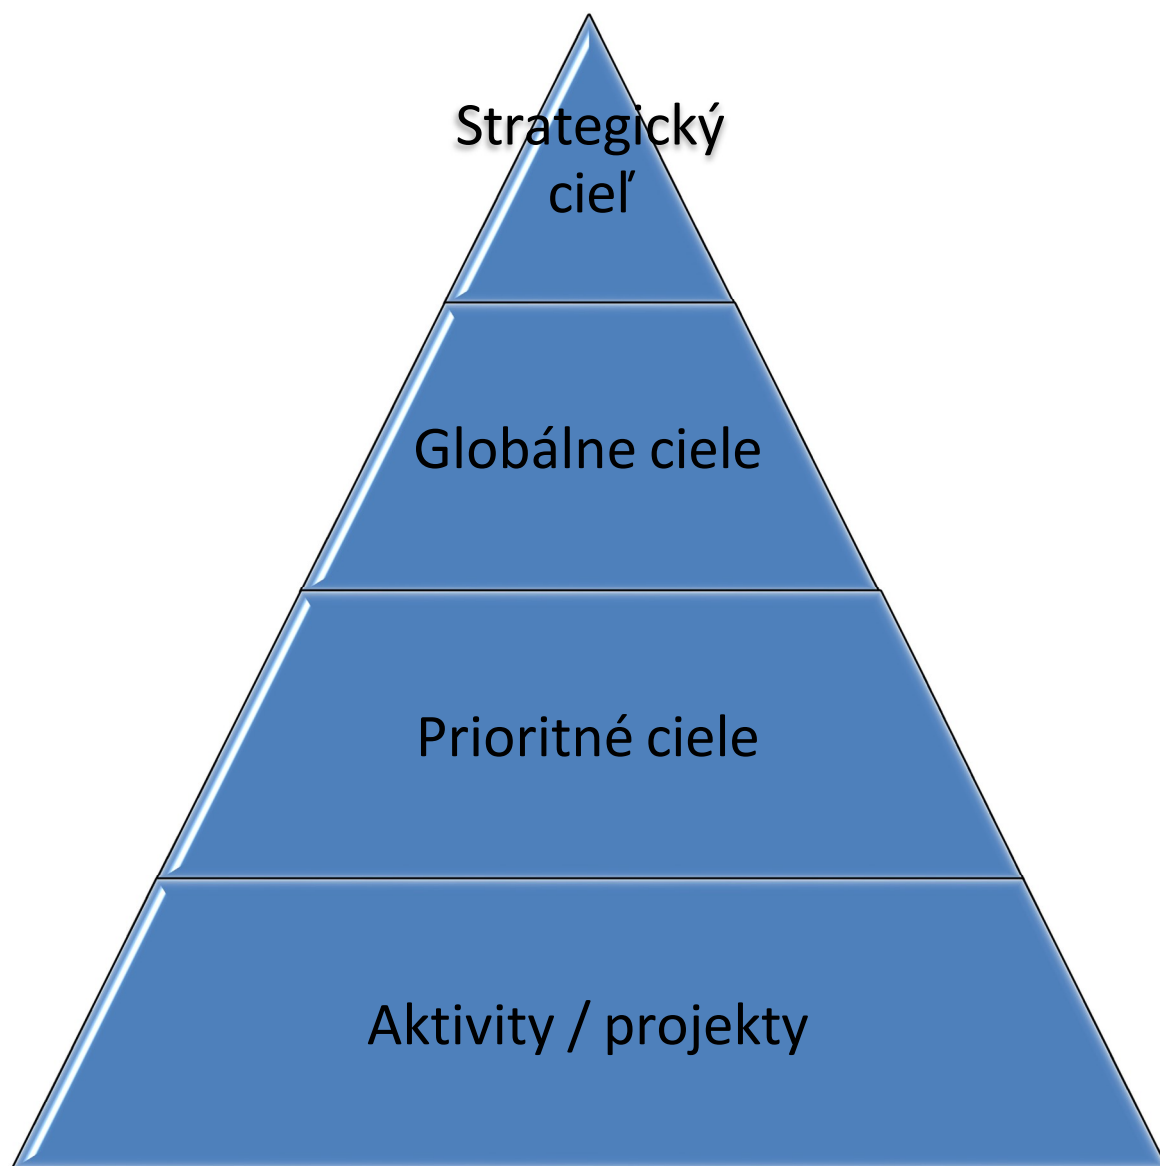 Strategický
cieľ
Globálne ciele
Prioritné ciele
Aktivity / projekty